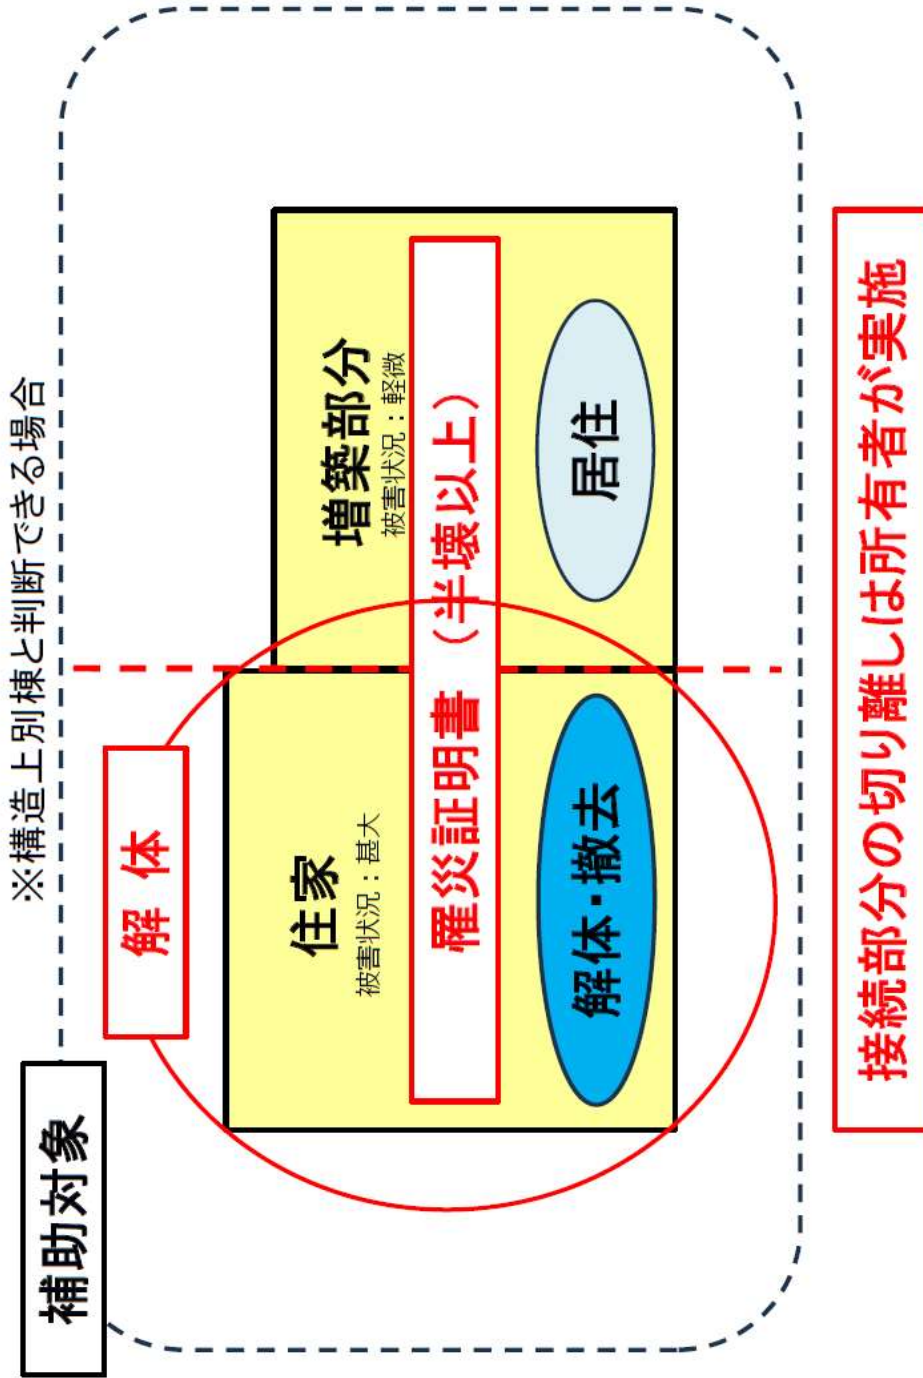 補助対象
※構造上別棟と判断できる場合
解 体
住家
被害状況：甚大
増築部分
被害状況：軽微
罹災証明書 （半壊以上）
解体・撤去
居住
接続部分の切り離しは所有者が実施